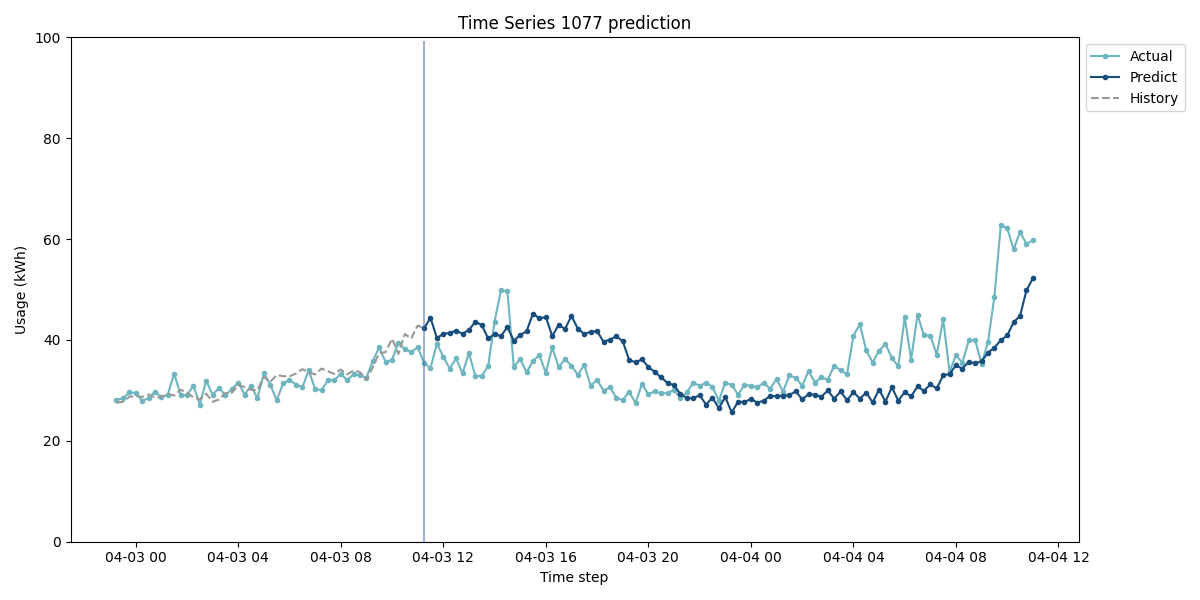 Time Series 1077 prediction
100
80
60
40
20
0
Usage (kWh)
04-03 00
04-03 04
04-03 08
04-03 12
04-03 16
04-03 20
04-04 00
04-04 04
04-04 08
04-04 12
Time step
Actual
Predict
History